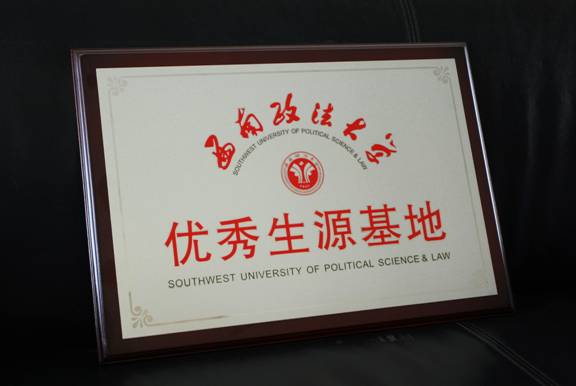 西南政法大学
SOUTHWEST UNIVERSITY OF POLITICAL SCIENCE & LAW
优秀生源基地
SOUTHWEST UNIVERSITY OF POLITICAL SCIENCE & LAW